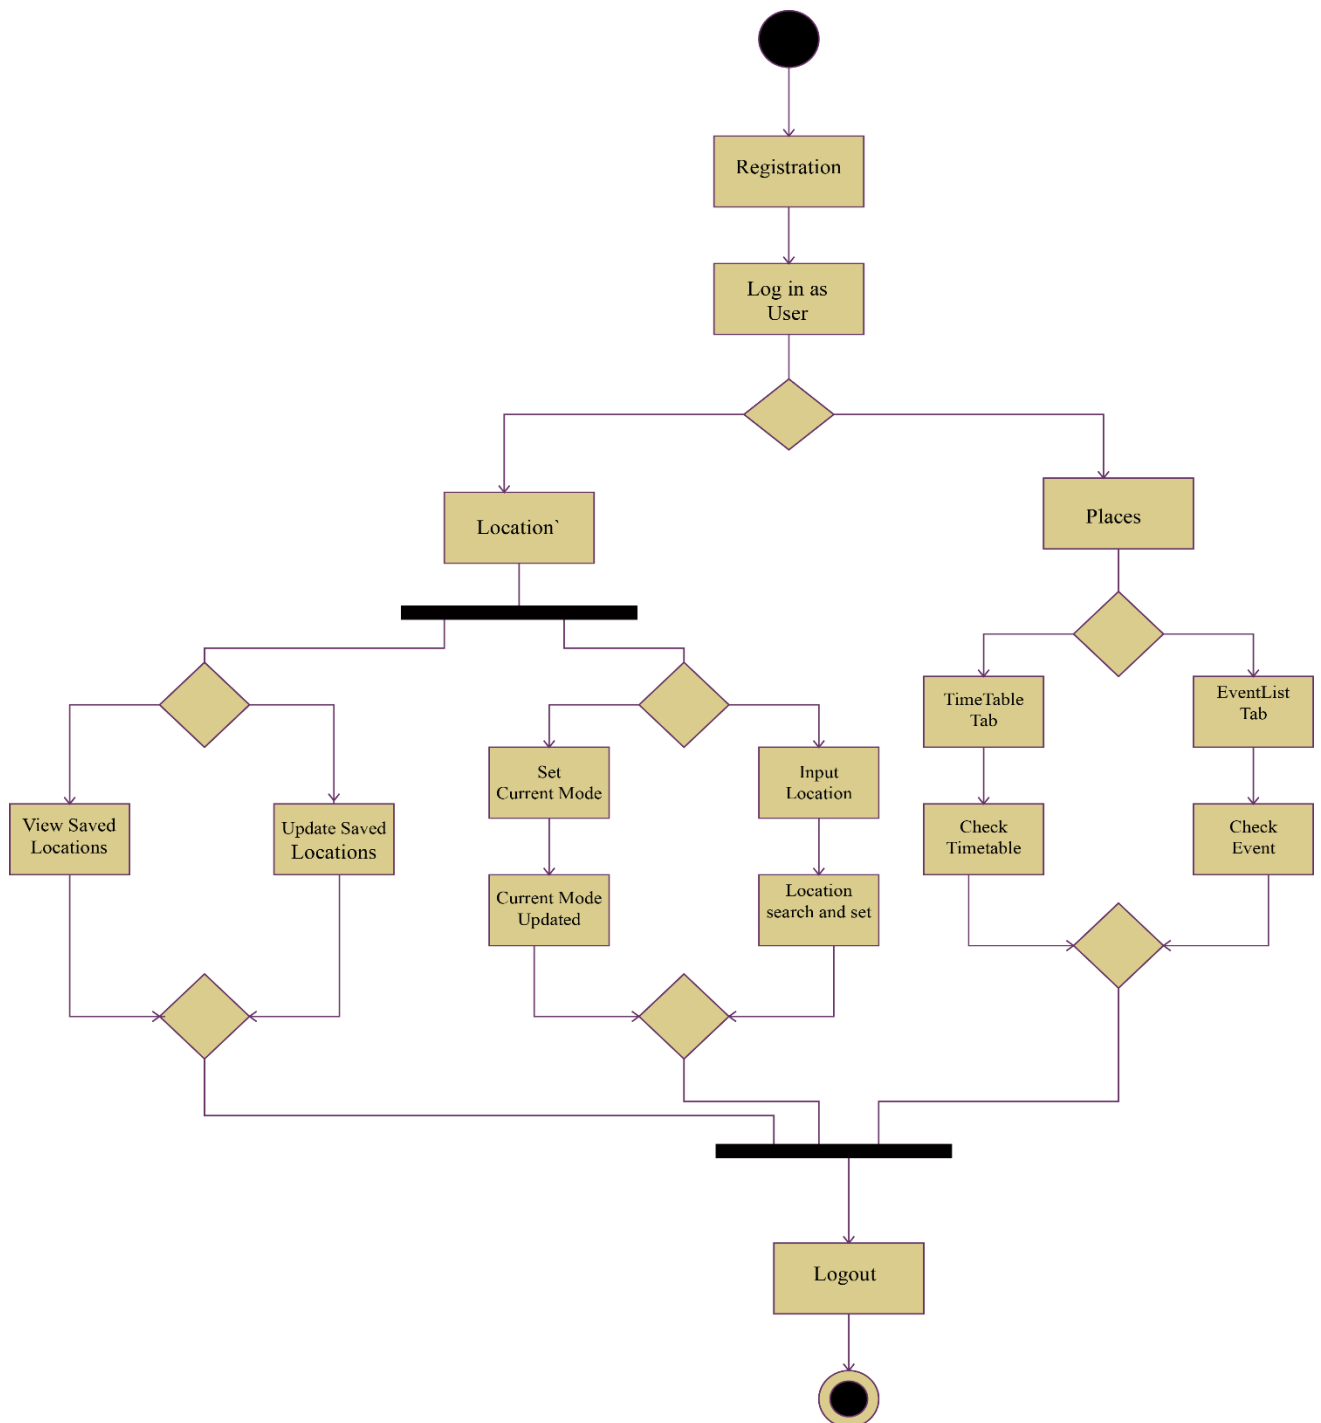 Registration
Log in as
User
Location`
Places
TimeTable
Tab
EventList
Tab
Set
Current Mode
Input
Location
View Saved
Locations
Update Saved
Locations
Check
Timetable
Check
Event
Current Mode
Updated
Location
search and set
Logout